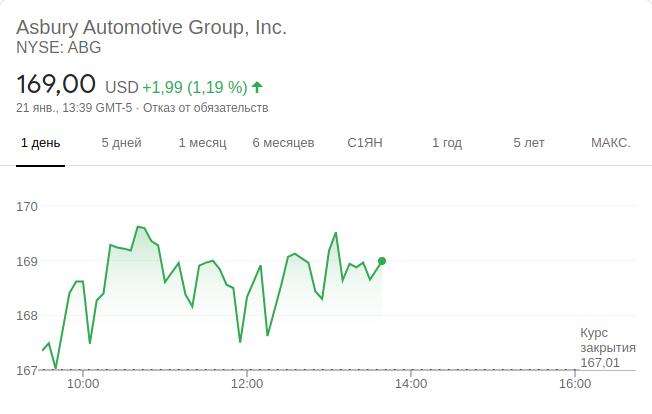 Asbury Automotive Group, Inc.
NYSE: ABG
169,00 USD +1,99 (1,19 %)
21 янв., 13:39 GMT-5 · Отказ от обязательств
1 день 5 дней 1 месяц 6 месяцев С1ЯН 1 год 5 лет МАКС.
170
169
168
167
Курс
закрытия
167,01
10:00 12:00 14:00 16:00